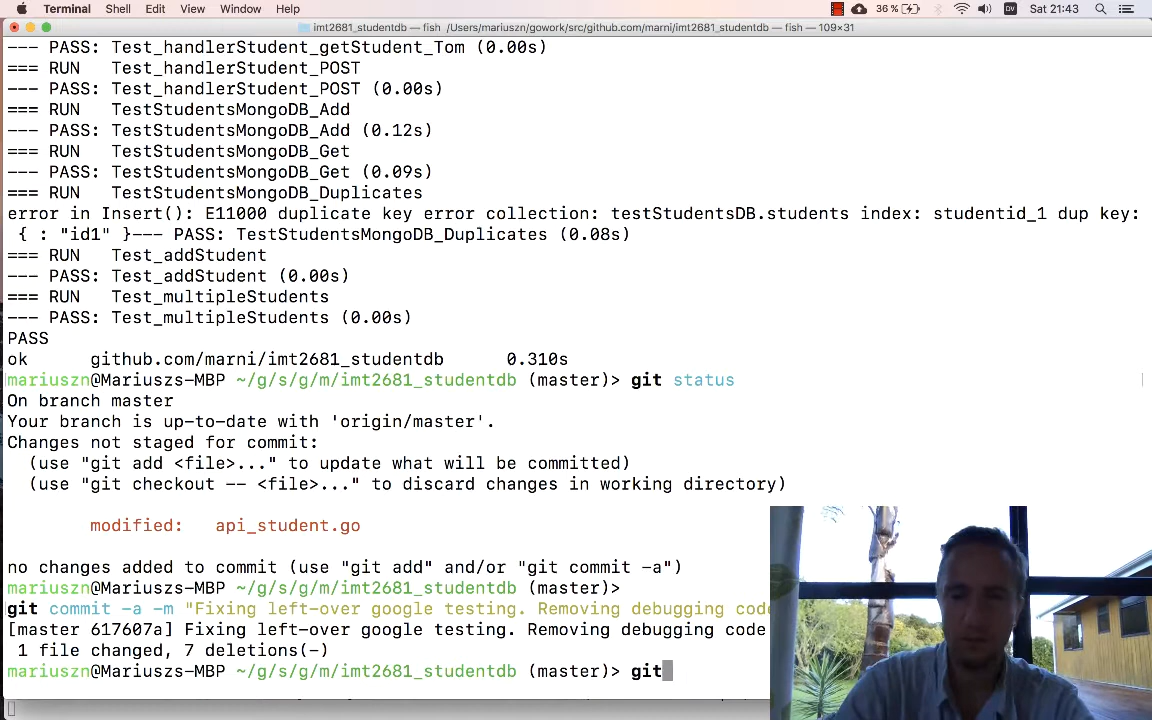 Terminal Shell Edit View Window Help 36 % DV Sat 21:43
imt2681_studentdb — fish /Users/mariuszn/gowork/src/github.com/marni/imt2681_studentdb — fish — 109×31
--- PASS: Test_handlerStudent_getStudent_Tom (0.00s)
=== RUN   Test_handlerStudent_POST
--- PASS: Test_handlerStudent_POST (0.00s)
=== RUN   TestStudentsMongoDB_Add
--- PASS: TestStudentsMongoDB_Add (0.12s)
=== RUN   TestStudentsMongoDB_Get
--- PASS: TestStudentsMongoDB_Get (0.09s)
=== RUN   TestStudentsMongoDB_Duplicates
error in Insert(): E11000 duplicate key error collection: testStudentsDB.students index: studentid_1 dup key:
{ : "id1" }--- PASS: TestStudentsMongoDB_Duplicates (0.08s)
=== RUN   Test_addStudent
--- PASS: Test_addStudent (0.00s)
=== RUN   Test_multipleStudents
--- PASS: Test_multipleStudents (0.00s)
PASS
ok      github.com/marni/imt2681_studentdb      0.310s
mariuszn@Mariuszs-MBP ~/g/s/g/m/imt2681_studentdb (master)> git status
On branch master
Your branch is up-to-date with 'origin/master'.
Changes not staged for commit:
(use "git add <file>..." to update what will be committed)
(use "git checkout -- <file>..." to discard changes in working directory)
modified:   api_student.go
no changes added to commit (use "git add" and/or "git commit -a")
mariuszn@Mariuszs-MBP ~/g/s/g/m/imt2681_studentdb (master)>
git commit -a -m "Fixing left-over google testing. Removing debugging code
[master 617607a] Fixing left-over google testing. Removing debugging code
1 file changed, 7 deletions(-)
mariuszn@Mariuszs-MBP ~/g/s/g/m/imt2681_studentdb (master)> git